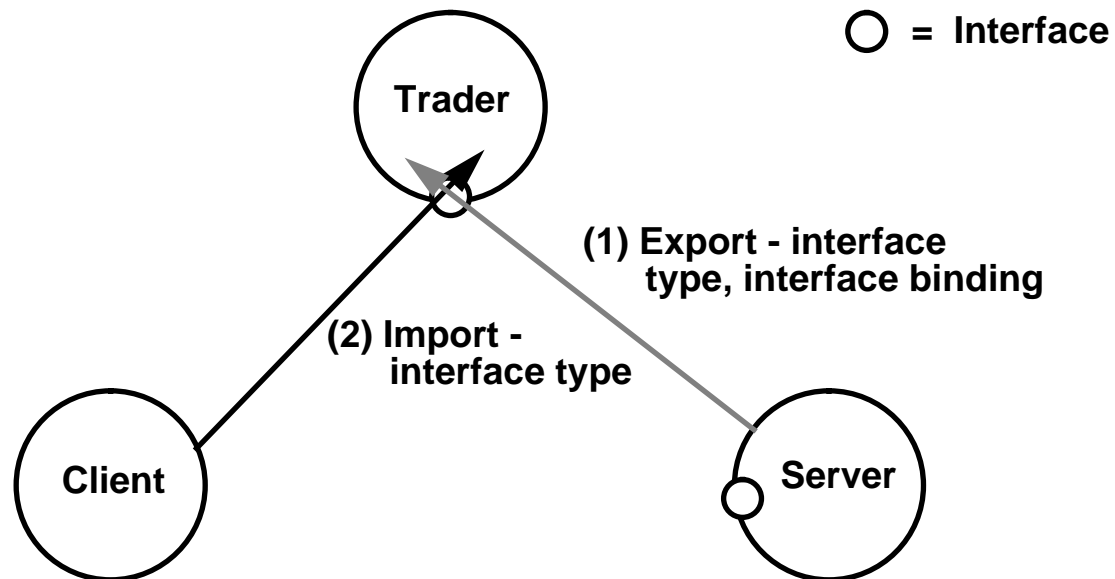 = Interface
Trader
(1) Export - interface
type, interface binding
(2) Import -
interface type
Client
Server